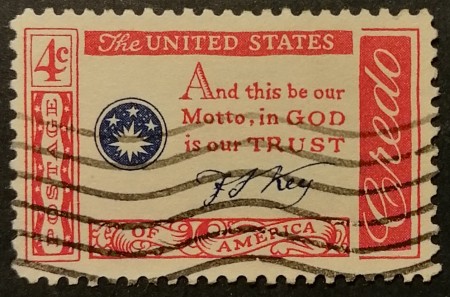 The UNITED STATES
4c
POSTAGE
And this be our
Motto, in GOD
is our TRUST
F S Key
OF AMERICA
Credo